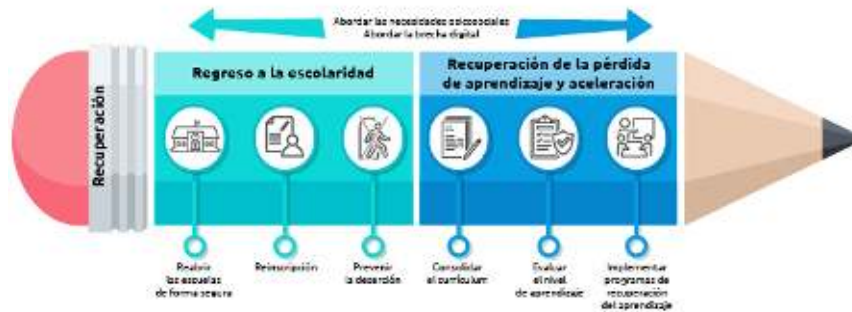 Abordar las necesidades psicosociales
Abordar la brecha digital
Recuperación
Regreso a la escolaridad
Recuperación de la pérdida
de aprendizaje y aceleración
Reabrir
las escuelas
de forma segura
Reinscripción
Prevenir
la deserción
Consolidar
el currículum
Evaluar
el nivel
de aprendizaje
Implementar
programas de
recuperación
del aprendizaje